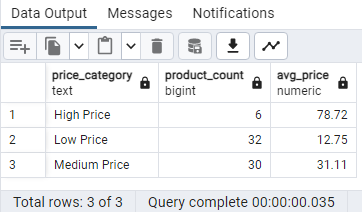 Data Output Messages Notifications
price_category product_count avg_price
text bigint numeric
1 High Price 6 78.72
2 Low Price 32 12.75
3 Medium Price 30 31.11
Total rows: 3 of 3 Query complete 00:00:00.035